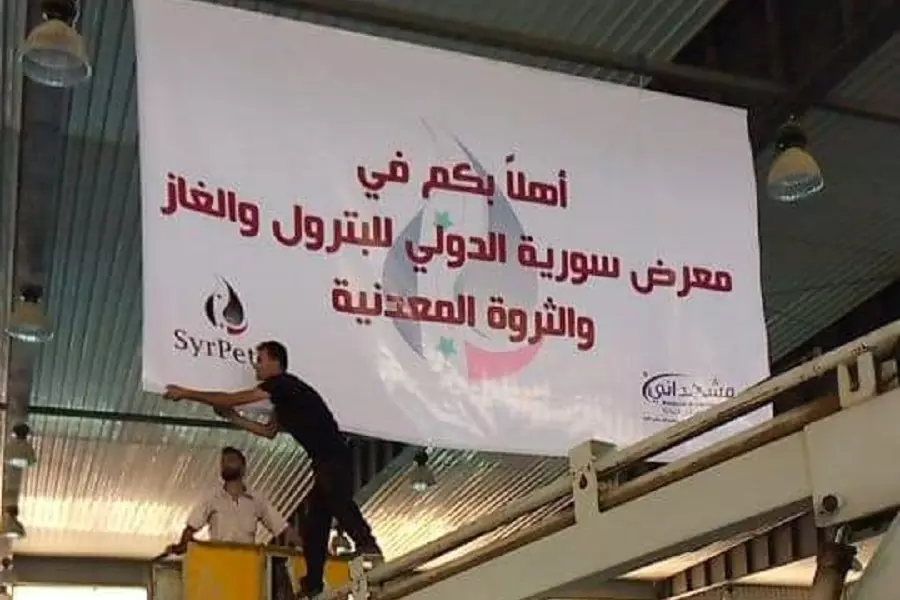 أهلاً بكم في
معرض سورية الدولي للبترول والغاز
والثروة المعدنية
SyrPet
مشهداني